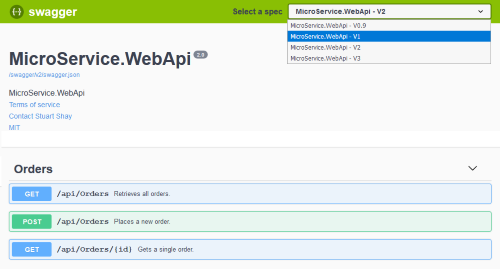 swagger
Select a spec
MicroService.WebApi - V2
MicroService.WebApi - V0.9
MicroService.WebApi - V1
MicroService.WebApi - V2
MicroService.WebApi - V3
MicroService.WebApi 2.0
/swagger/v2/swagger.json
MicroService.WebApi
Terms of service
Contact Stuart Shay
MIT
Orders
GET /api/Orders Retrieves all orders.
POST /api/Orders Places a new order.
GET /api/Orders/{id} Gets a single order.